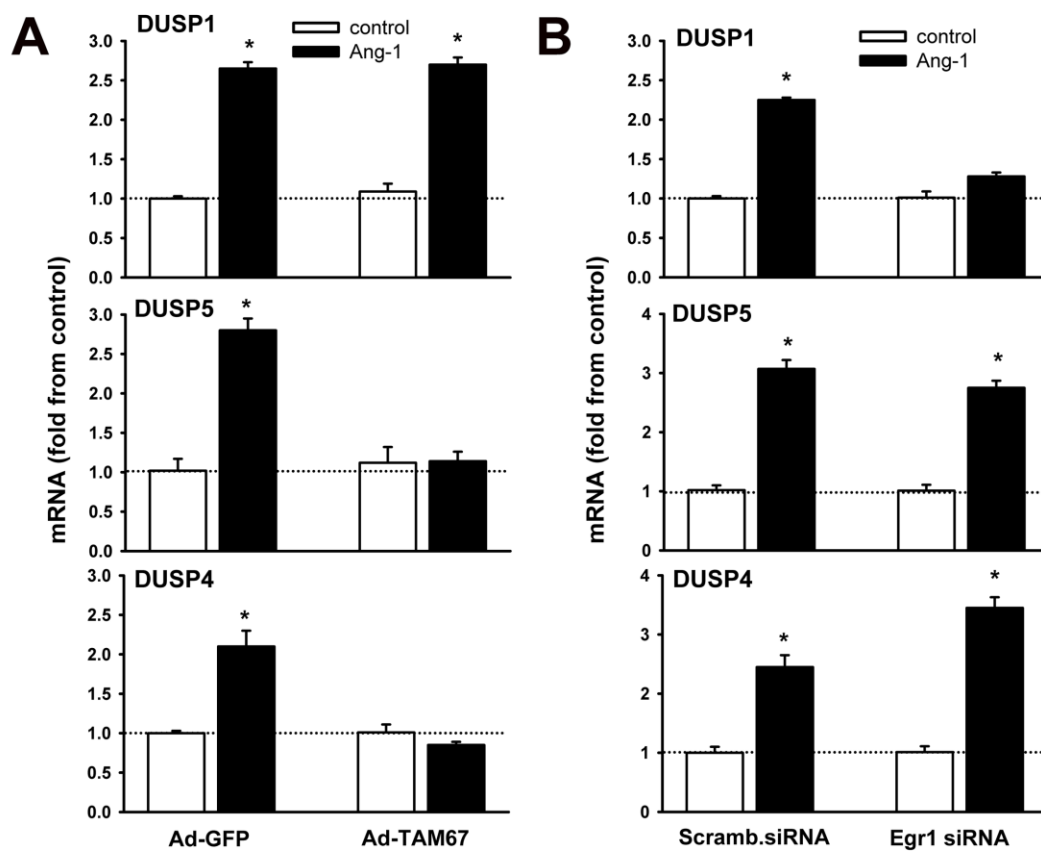 A
DUSP1
control
Ang-1
3.0
2.5
2.0
1.5
1.0
0.5
0.0
*
*
DUSP5
3.0
2.5
2.0
1.5
1.0
0.5
0.0
*
DUSP4
3.0
2.5
2.0
1.5
1.0
0.5
0.0
*
mRNA (fold from control)
Ad-GFP Ad-TAM67
B
DUSP1
control
Ang-1
3.0
2.5
2.0
1.5
1.0
0.5
0.0
*
DUSP5
4
3
2
1
0
*
*
DUSP4
4
3
2
1
0
*
*
mRNA (fold from control)
Scramb.siRNA Egr1 siRNA